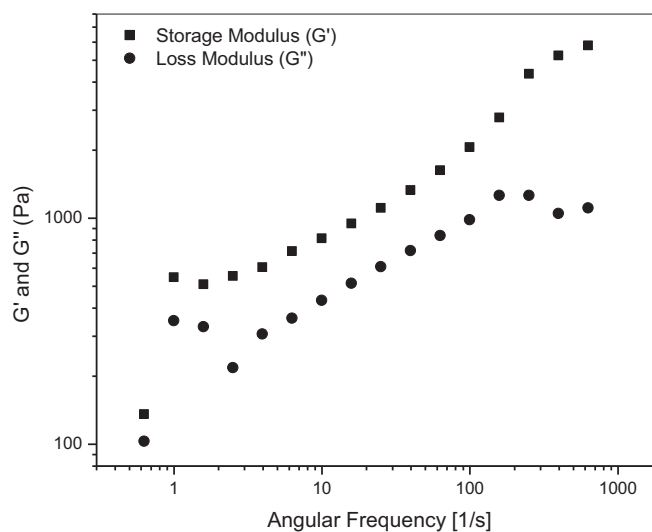 Storage Modulus (G')
Loss Modulus (G")
1000
100
G' and G" (Pa)
1 10 100 1000
Angular Frequency [1/s]